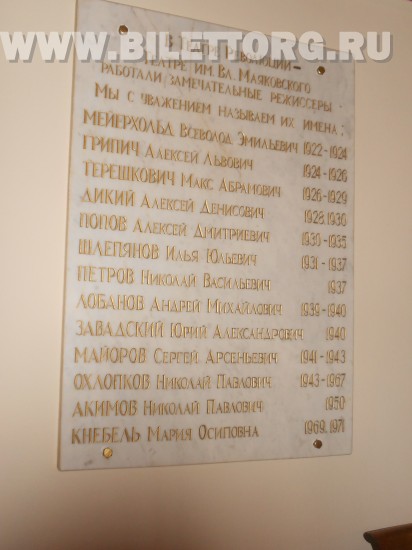 WWW.BILETTORG.RU
В ТЕАТРЕ РЕВОЛЮЦИИ –
ТЕАТРЕ ИМ. ВЛ. МАЯКОВСКОГО
РАБОТАЛИ ЗАМЕЧАТЕЛЬНЫЕ РЕЖИССЕРЫ.
МЫ С УВАЖЕНИЕМ НАЗЫВАЕМ ИХ ИМЕНА:
МЕЙЕРХОЛЬД ВСЕВОЛОД ЭМИЛЬЕВИЧ 1922-1924
ГРИПИЧ АЛЕКСЕЙ ЛЬВОВИЧ 1924-1926
ТЕРЕШКОВИЧ МАКС АБРАМОВИЧ 1926-1929
ДИКИЙ АЛЕКСЕЙ ДЕНИСОВИЧ 1928.1930
ПОПОВ АЛЕКСЕЙ ДМИТРИЕВИЧ 1930-1935
ШЛЕПЯНОВ ИЛЬЯ ЮЛЬЕВИЧ 1931-1937
ПЕТРОВ НИКОЛАЙ ВАСИЛЬЕВИЧ 1937
ЛОБАНОВ АНДРЕЙ МИХАЙЛОВИЧ 1939-1940
ЗАВАДСКИЙ ЮРИЙ АЛЕКСАНДРОВИЧ 1940
МАЙОРОВ СЕРГЕЙ АРСЕНЬЕВИЧ 1941-1943
ОХЛОПКОВ НИКОЛАЙ ПАВЛОВИЧ 1943-1967
АКИМОВ НИКОЛАЙ ПАВЛОВИЧ 1950
КНЕБЕЛЬ МАРИЯ ОСИПОВНА 1969.1971